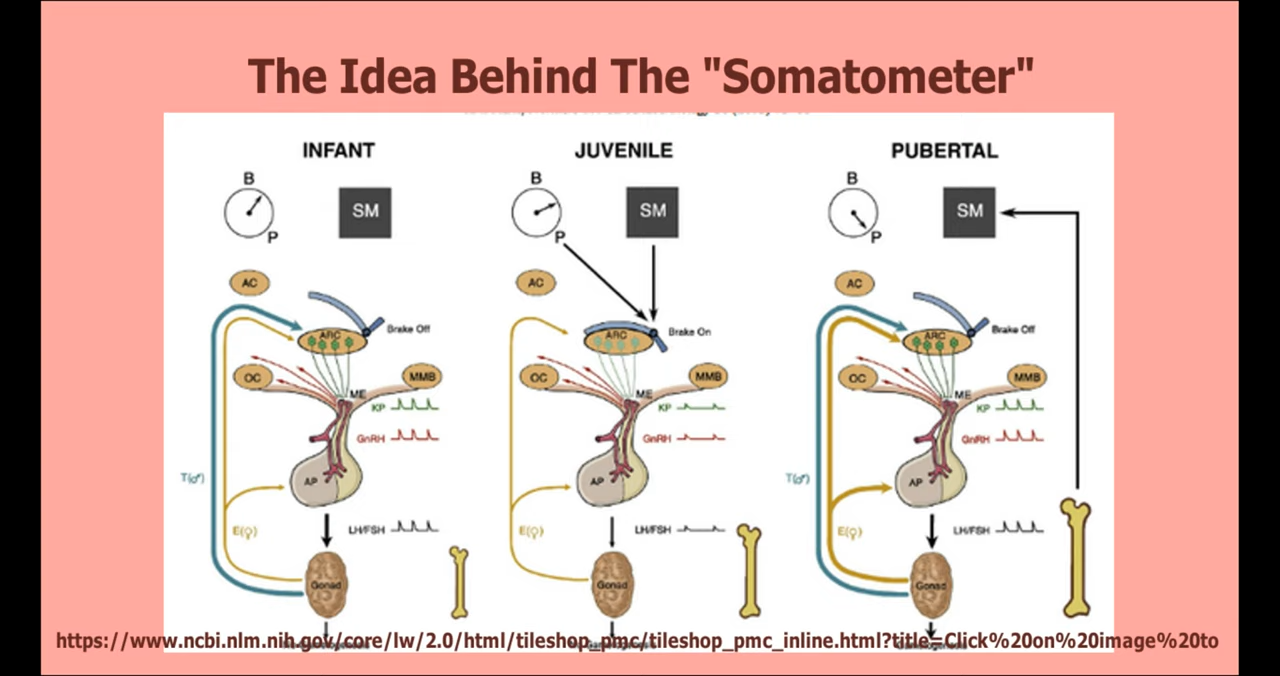 The Idea Behind The "Somatometer"
INFANT
JUVENILE
PUBERTAL
B
SM
P
AC
ARC
Brake Off
OC
MMB
ME
KP
GnRH
AP
T(♂)
E(♀)
LH/FSH
Gonad
B
SM
P
AC
ARC
Brake On
OC
MMB
ME
KP
GnRH
AP
E(♀)
LH/FSH
Gonad
B
SM
P
AC
ARC
Brake Off
OC
MMB
ME
KP
GnRH
AP
T(♂)
E(♀)
LH/FSH
Gonad
https://www.ncbi.nlm.nih.gov/core/lw/2.0/html/tileshop_pmc/tileshop_pmc_inline.html?title=Click%20on%20image%20to